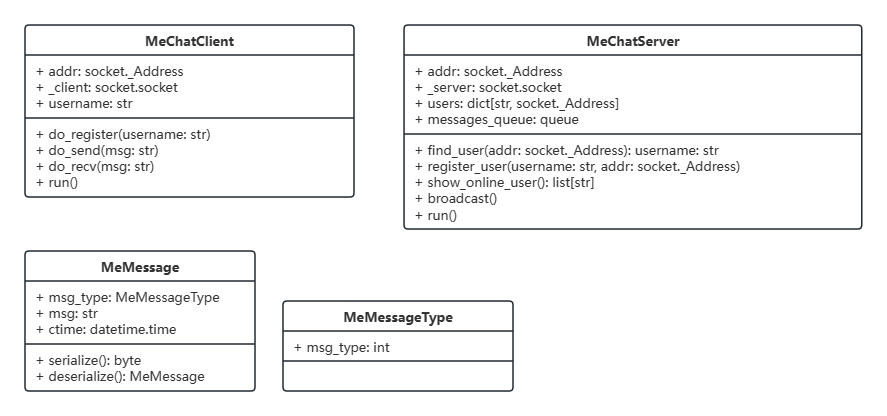 MeChatClient
+ addr: socket._Address
+ _client: socket.socket
+ username: str
+ do_register(username: str)
+ do_send(msg: str)
+ do_recv(msg: str)
+ run()
MeChatServer
+ addr: socket._Address
+ _server: socket.socket
+ users: dict[str, socket._Address]
+ messages_queue: queue
+ find_user(addr: socket._Address): username: str
+ register_user(username: str, addr: socket._Address)
+ show_online_user(): list[str]
+ broadcast()
+ run()
MeMessage
+ msg_type: MeMessageType
+ msg: str
+ ctime: datetime.time
+ serialize(): byte
+ deserialize(): MeMessage
MeMessageType
+ msg_type: int